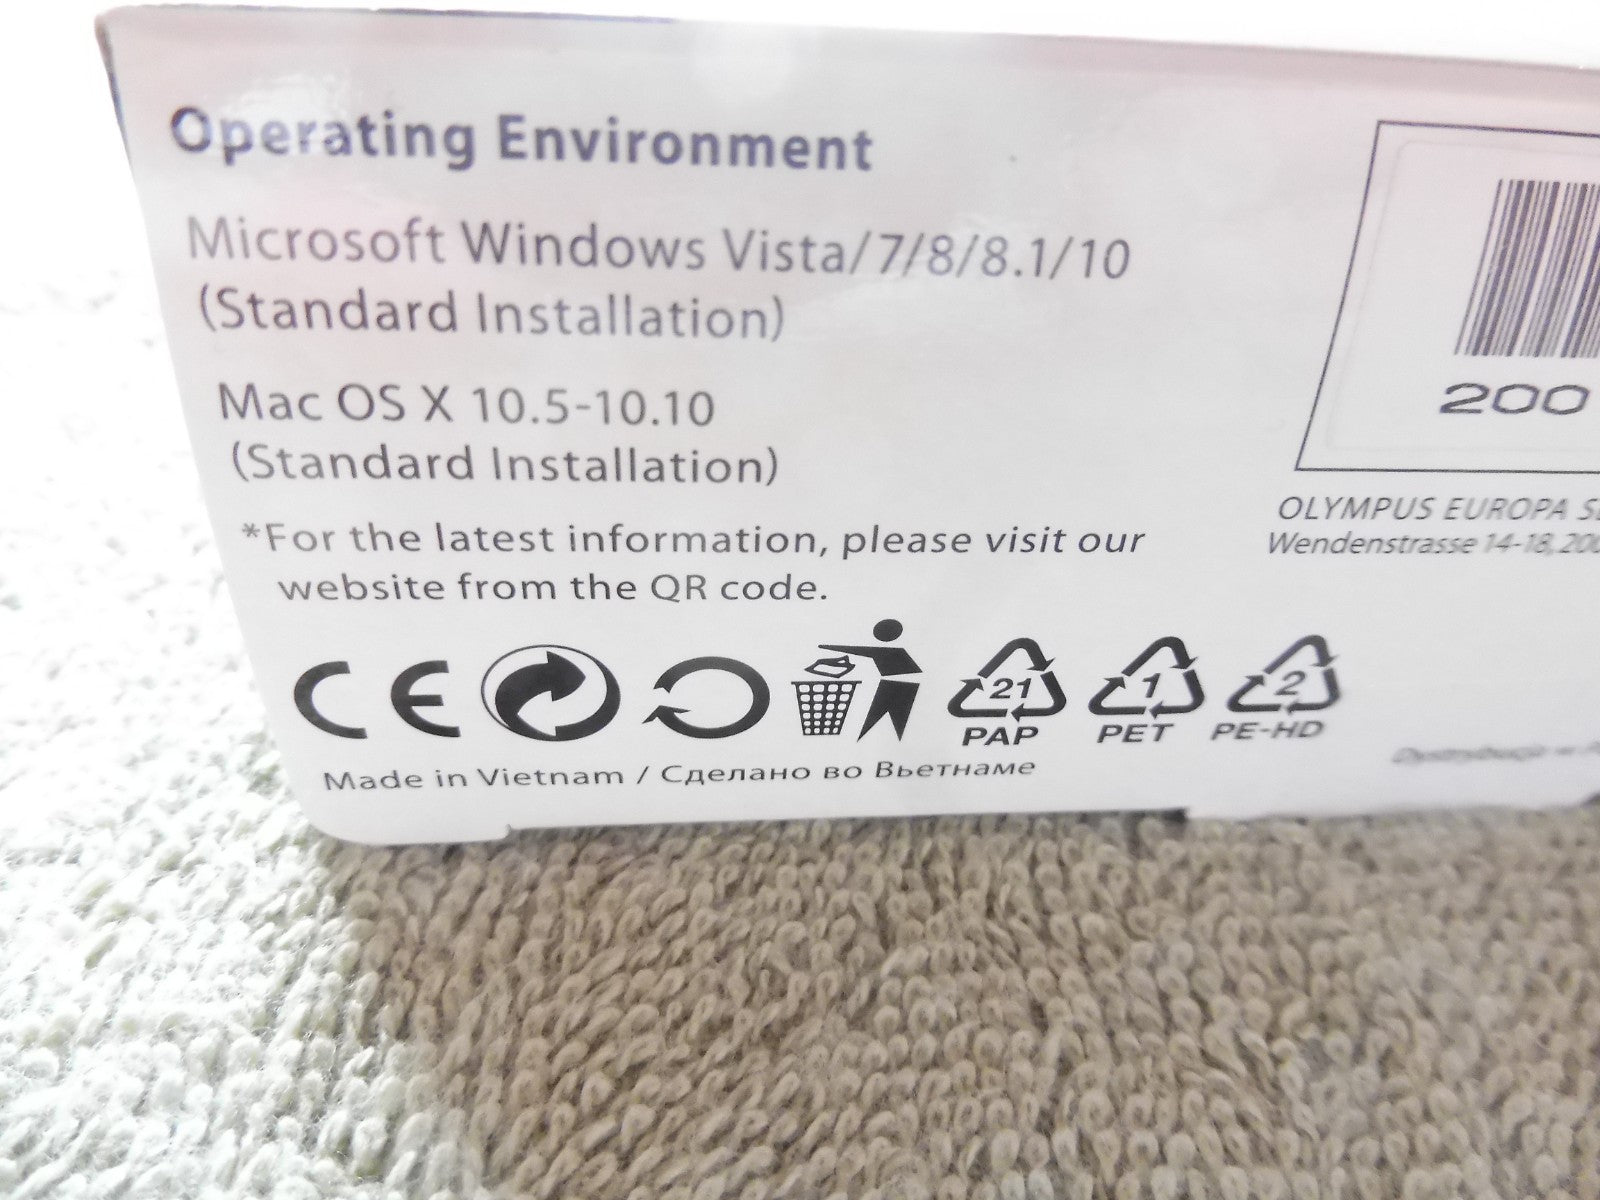 Operating Environment
Microsoft Windows Vista/7/8/8.1/10
(Standard Installation)
Mac OS X 10.5-10.10
(Standard Installation)
*For the latest information, please visit our
website from the QR code.
200
OLYMPUS EUROPA
Wendenstrasse 14-18,
CE
21
PAP
1
PET
2
PE-HD
Made in Vietnam / Сделано во Вьетнаме